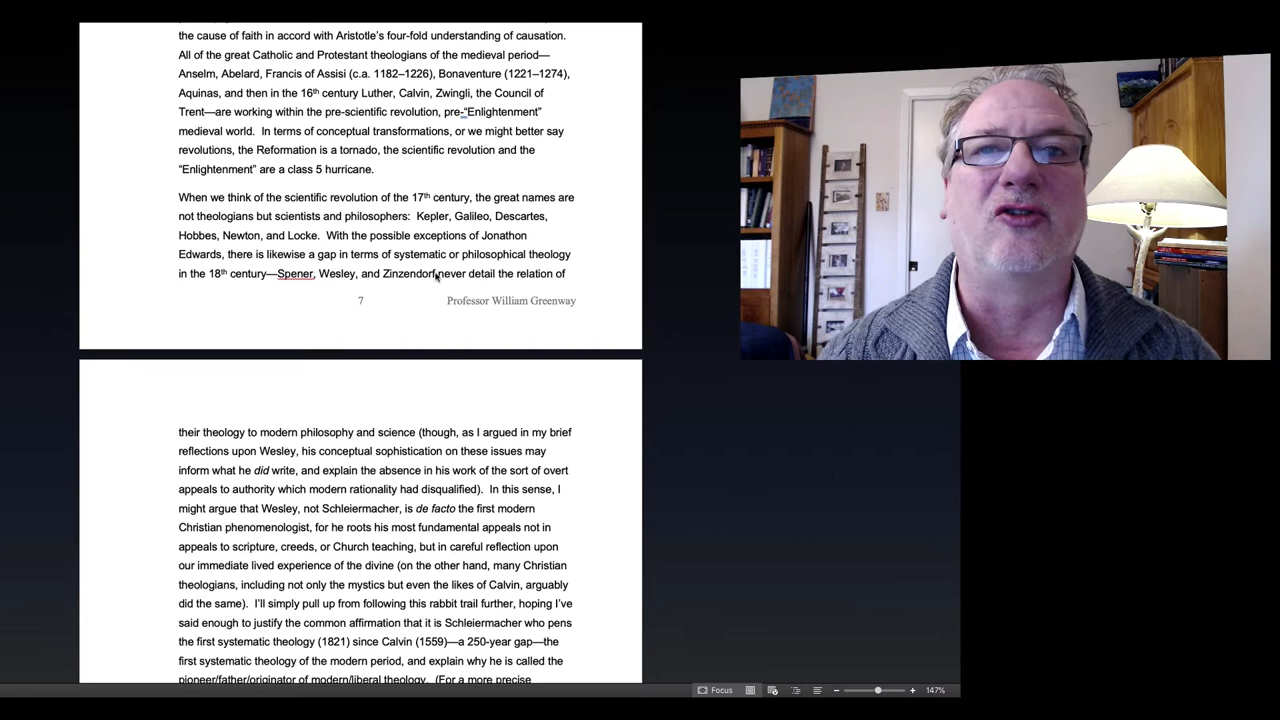 the cause of faith in accord with Aristotle's four-fold understanding of causation.
All of the great Catholic and Protestant theologians of the medieval period—
Anselm, Abelard, Francis of Assisi (c.a. 1182–1226), Bonaventure (1221–1274),
Aquinas, and then in the 16th century Luther, Calvin, Zwingli, the Council of
Trent—are working within the pre-scientific revolution, pre-“Enlightenment”
medieval world. In terms of conceptual transformations, or we might better say
revolutions, the Reformation is a tornado, the scientific revolution and the
“Enlightenment” are a class 5 hurricane.
When we think of the scientific revolution of the 17th century, the great names are
not theologians but scientists and philosophers: Kepler, Galileo, Descartes,
Hobbes, Newton, and Locke. With the possible exceptions of Jonathon
Edwards, there is likewise a gap in terms of systematic or philosophical theology
in the 18th century—Spener, Wesley, and Zinzendorf never detail the relation of
7 Professor William Greenway
their theology to modern philosophy and science (though, as I argued in my brief
reflections upon Wesley, his conceptual sophistication on these issues may
inform what he did write, and explain the absence in his work of the sort of overt
appeals to authority which modern rationality had disqualified). In this sense, I
might argue that Wesley, not Schleiermacher, is de facto the first modern
Christian phenomenologist, for he roots his most fundamental appeals not in
appeals to scripture, creeds, or Church teaching, but in careful reflection upon
our immediate lived experience of the divine (on the other hand, many Christian
theologians, including not only the mystics but even the likes of Calvin, arguably
did the same). I'll simply pull up from following this rabbit trail further, hoping I've
said enough to justify the common affirmation that it is Schleiermacher who pens
the first systematic theology (1821) since Calvin (1559)—a 250-year gap—the
first systematic theology of the modern period, and explain why he is called the
pioneer/father/originator of modern/liberal theology. (For a more precise
Focus 147%